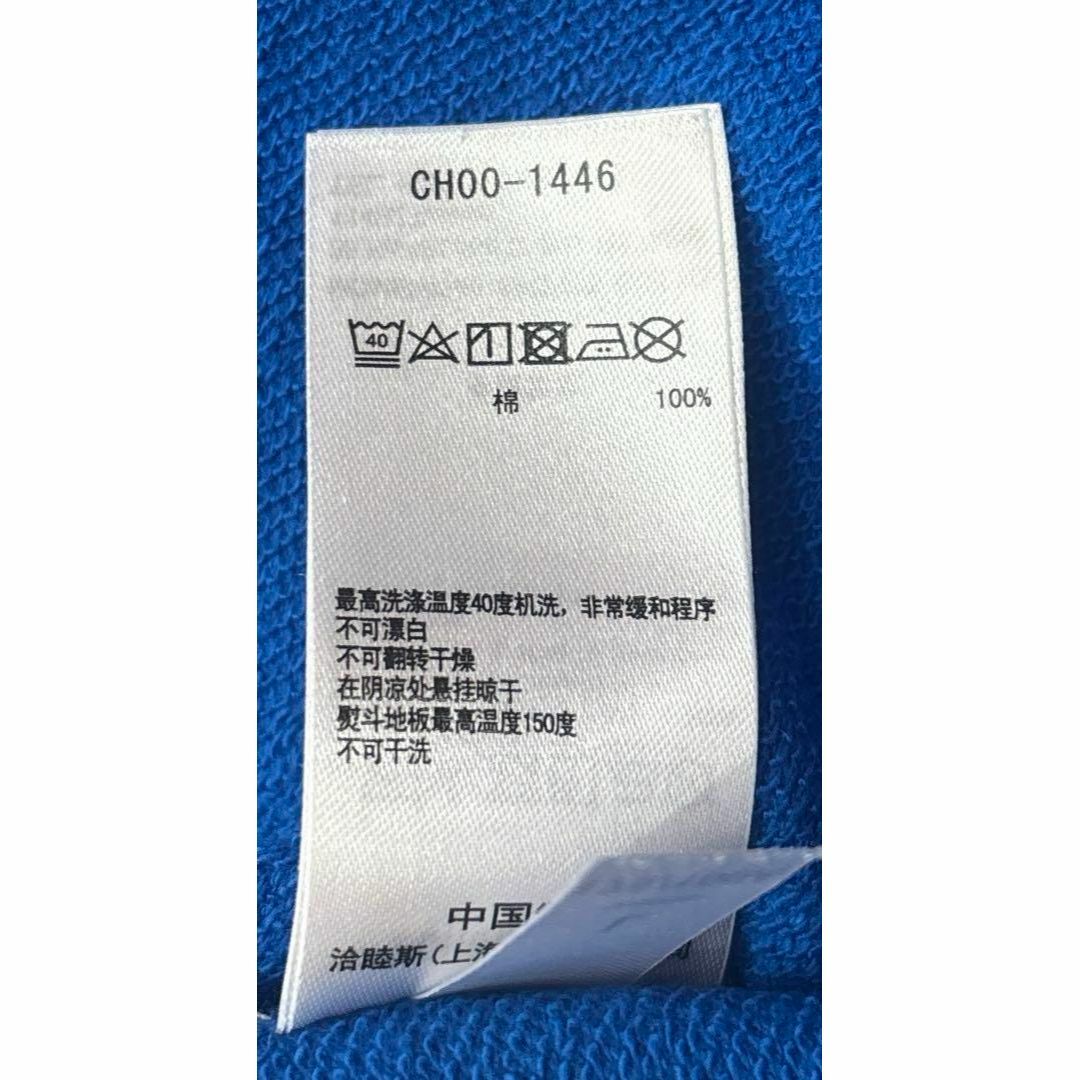 CH00-1446
40
棉 100%
最高洗涤温度40度机洗，非常缓和程序
不可漂白
不可翻转干燥
在阴凉处悬挂晾干
熨斗地板最高温度150度
不可干洗
中国
洽睦斯(上海